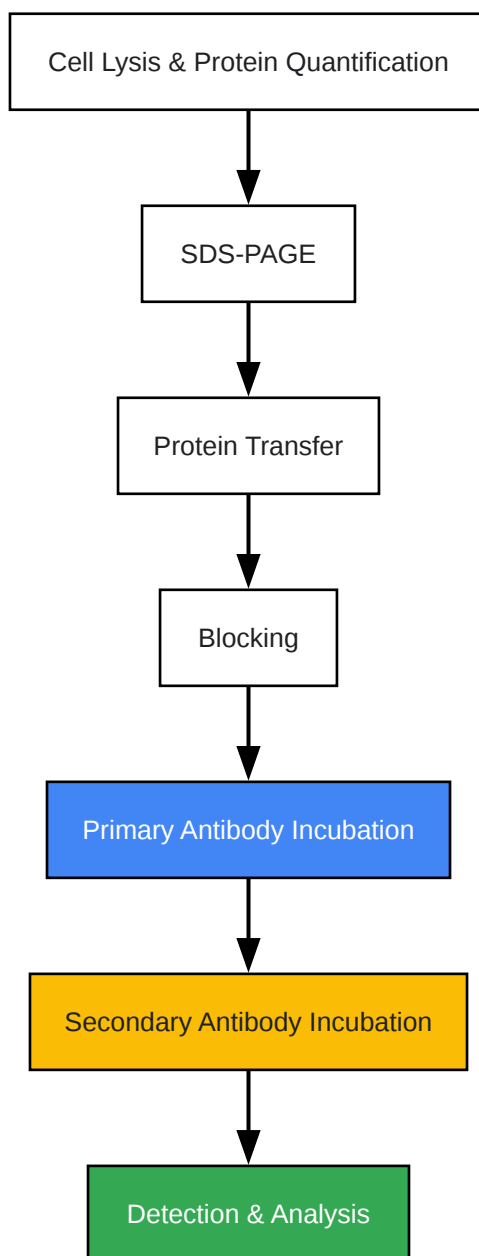 Cell Lysis & Protein Quantification
SDS-PAGE
Protein Transfer
Blocking
Primary Antibody Incubation
Secondary Antibody Incubation
Detection & Analysis